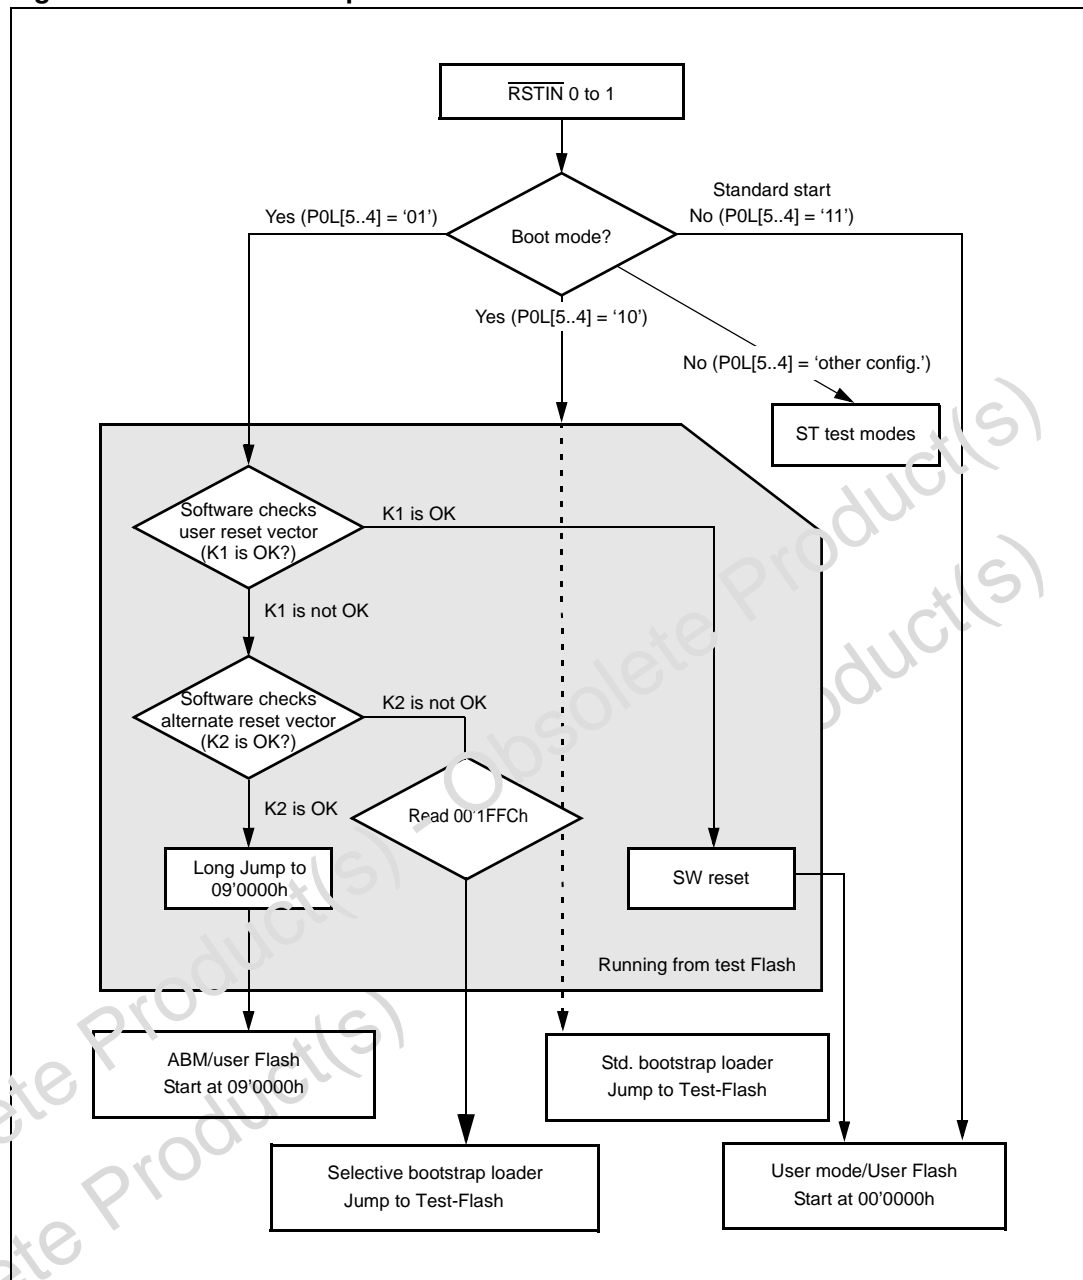 RSTIN 0 to 1
Standard start
Yes (P0L[5..4] = ‘01’)
No (P0L[5..4] = ‘11’)
Boot mode?
Yes (P0L[5..4] = ‘10’)
No (P0L[5..4] = ‘other config.’)
ST test modes
Software checks
user reset vector
(K1 is OK?)
K1 is OK
K1 is not OK
Software checks
alternate reset vector
(K2 is OK?)
K2 is not OK
K2 is OK
Read 00’1FFCh
Long Jump to
09’0000h
SW reset
Running from test Flash
ABM/user Flash
Start at 09’0000h
Std. bootstrap loader
Jump to Test-Flash
Selective bootstrap loader
Jump to Test-Flash
User mode/User Flash
Start at 00’0000h
Product(s) - Obsolete Product(s)
Product(s)